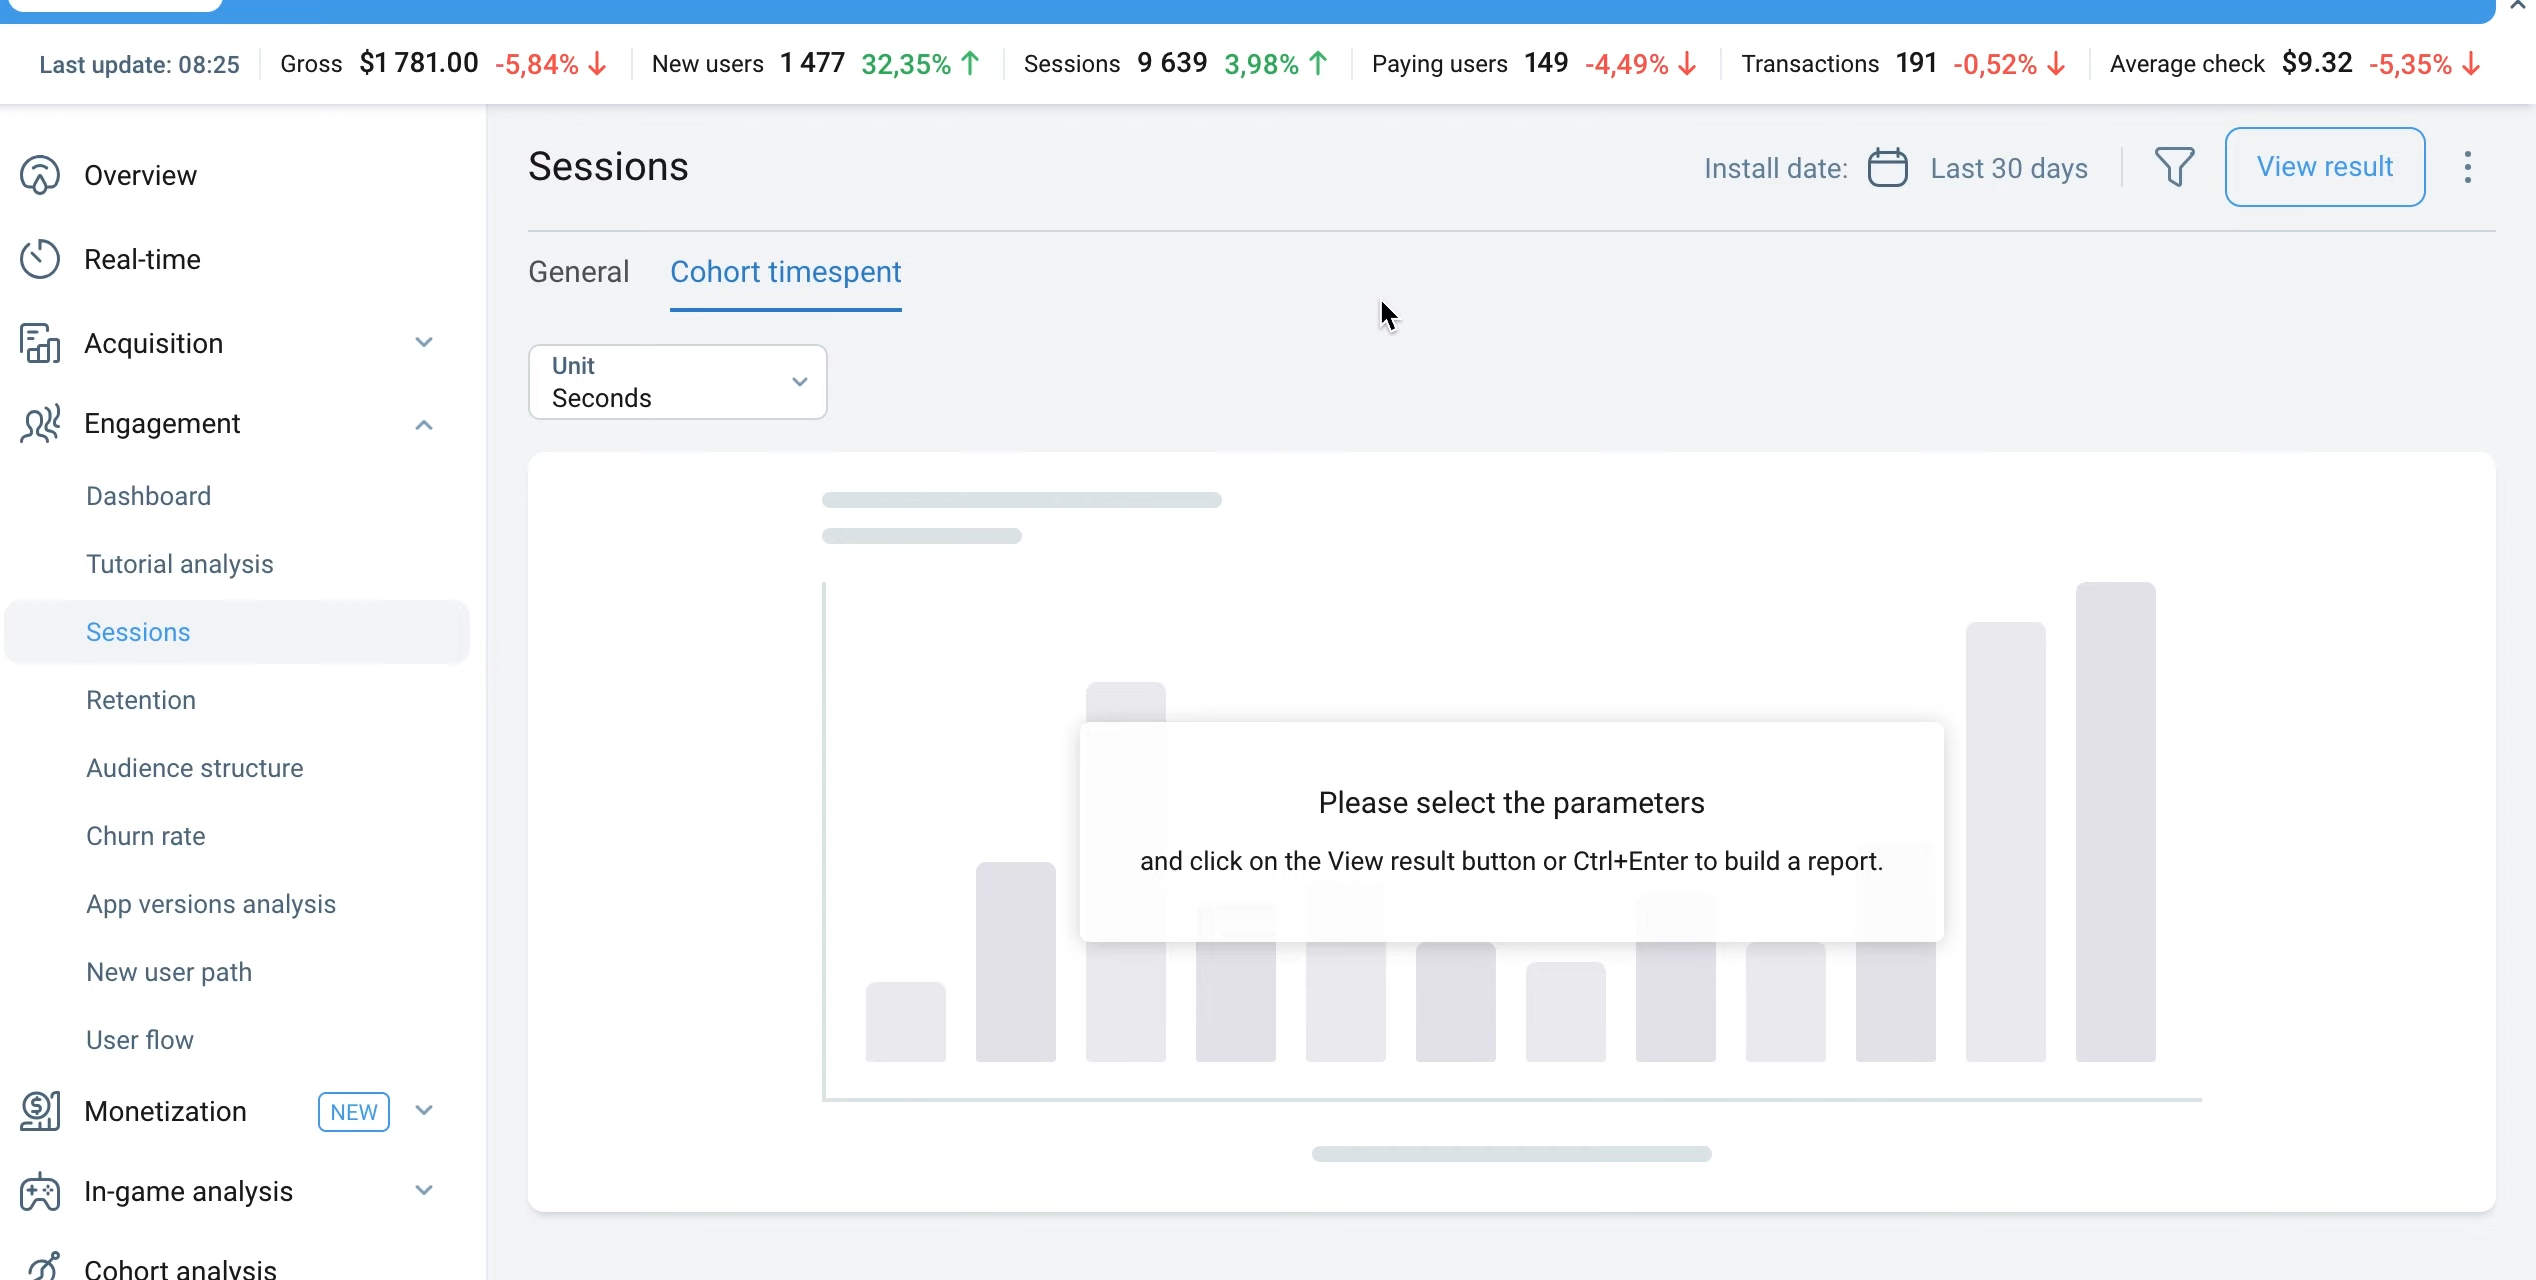 Last update: 08:25 Gross $1 781.00 -5,84% New users 1 477 32,35% Sessions 9 639 3,98% Paying users 149 -4,49% Transactions 191 -0,52% Average check $9.32 -5,35%
Overview
Real-time
Acquisition
Engagement
Dashboard
Tutorial analysis
Sessions
Retention
Audience structure
Churn rate
App versions analysis
New user path
User flow
Monetization NEW
In-game analysis
Cohort analysis
Sessions
Install date: Last 30 days View result
General Cohort timespent
Unit
Seconds
Please select the parameters
and click on the View result button or Ctrl+Enter to build a report.